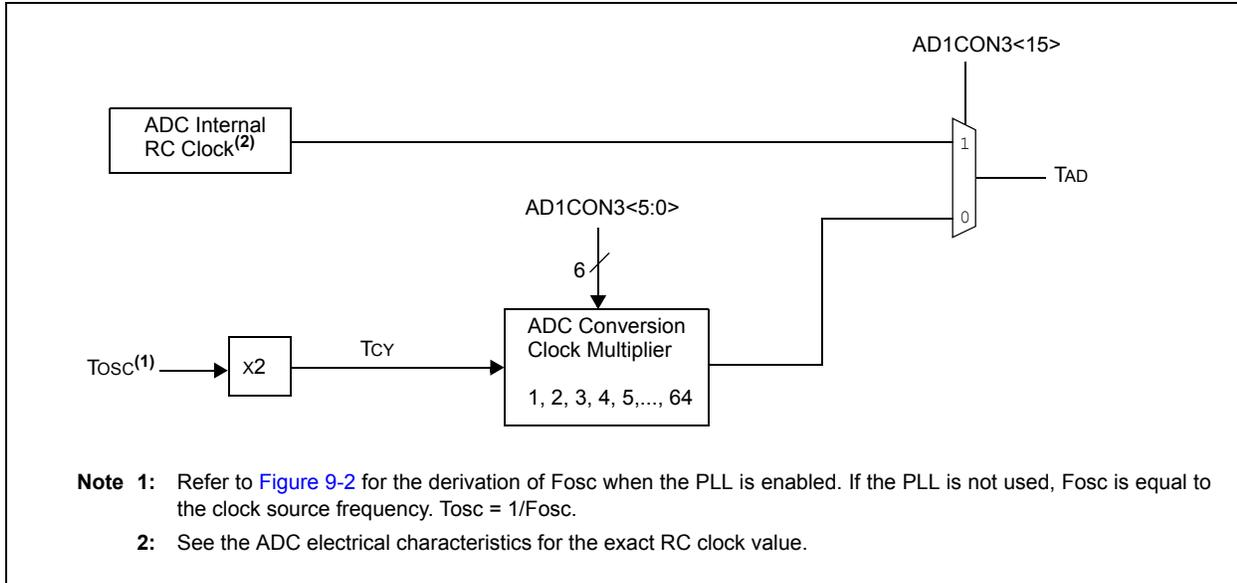 AD1CON3<15>
ADC Internal
RC Clock(2)
1
TAD
AD1CON3<5:0>
0
6
ADC Conversion
Clock Multiplier
1, 2, 3, 4, 5,..., 64
TOSC(1)
x2
TCY
Note 1: Refer to Figure 9-2 for the derivation of Fosc when the PLL is enabled. If the PLL is not used, Fosc is equal to
the clock source frequency. Tosc = 1/Fosc.
2: See the ADC electrical characteristics for the exact RC clock value.